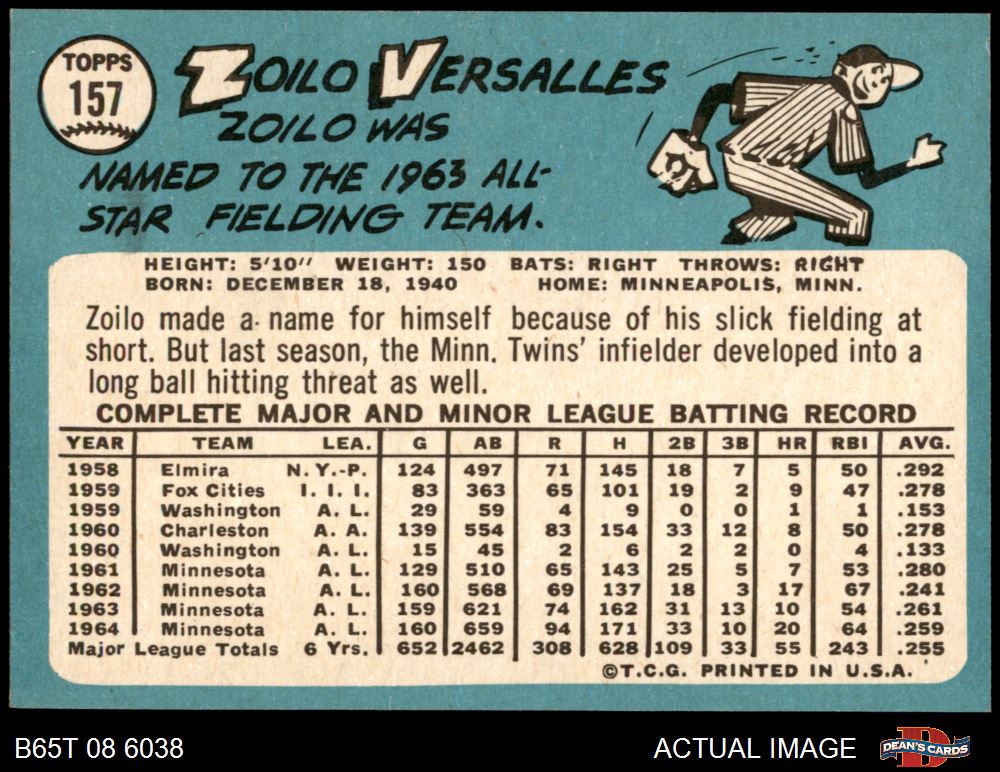 TOPPS
157
ZOILO VERSALLES
ZOILO WAS
NAMED TO THE 1963 ALL-
STAR FIELDING TEAM.
HEIGHT: 5'10" WEIGHT: 150 BATS: RIGHT THROWS: RIGHT
BORN: DECEMBER 18, 1940 HOME: MINNEAPOLIS, MINN.
Zoilo made a name for himself because of his slick fielding at
short. But last season, the Minn. Twins' infielder developed into a
long ball hitting threat as well.
COMPLETE MAJOR AND MINOR LEAGUE BATTING RECORD
YEAR TEAM LEA. G AB R H 2B 3B HR RBI AVG.
1958 Elmira N. Y.-P. 124 497 71 145 18 7 5 50 .292
1959 Fox Cities I. I. I. 83 363 65 101 19 2 9 47 .278
1959 Washington A. L. 29 59 4 9 0 0 1 1 .153
1960 Charleston A. A. 139 554 83 154 33 12 8 50 .278
1960 Washington A. L. 15 45 2 6 2 2 0 4 .133
1961 Minnesota A. L. 129 510 65 143 25 5 7 53 .280
1962 Minnesota A. L. 160 568 69 137 18 3 17 67 .241
1963 Minnesota A. L. 159 621 74 162 31 13 10 54 .261
1964 Minnesota A. L. 160 659 94 171 33 10 20 64 .259
Major League Totals 6 Yrs. 652 2462 308 628 109 33 55 243 .255
©T.C.G. PRINTED IN U.S.A.
B65T 08 6038 ACTUAL IMAGE
DEAN'S CARDS